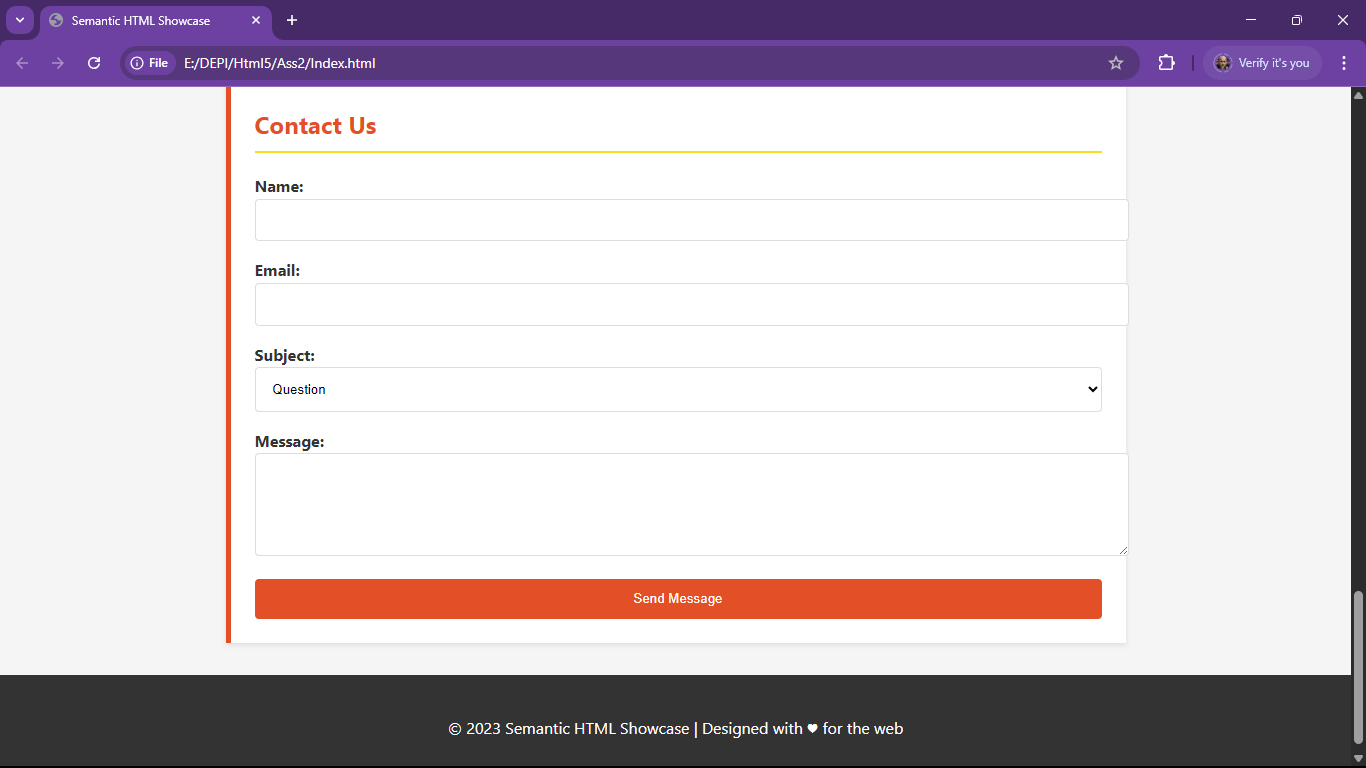 Semantic HTML Showcase
File
E:/DEPI/Html5/Ass2/Index.html
Verify it's you
Contact Us
Name:
Email:
Subject:
Question
Message:
Send Message
© 2023 Semantic HTML Showcase | Designed with ♥ for the web